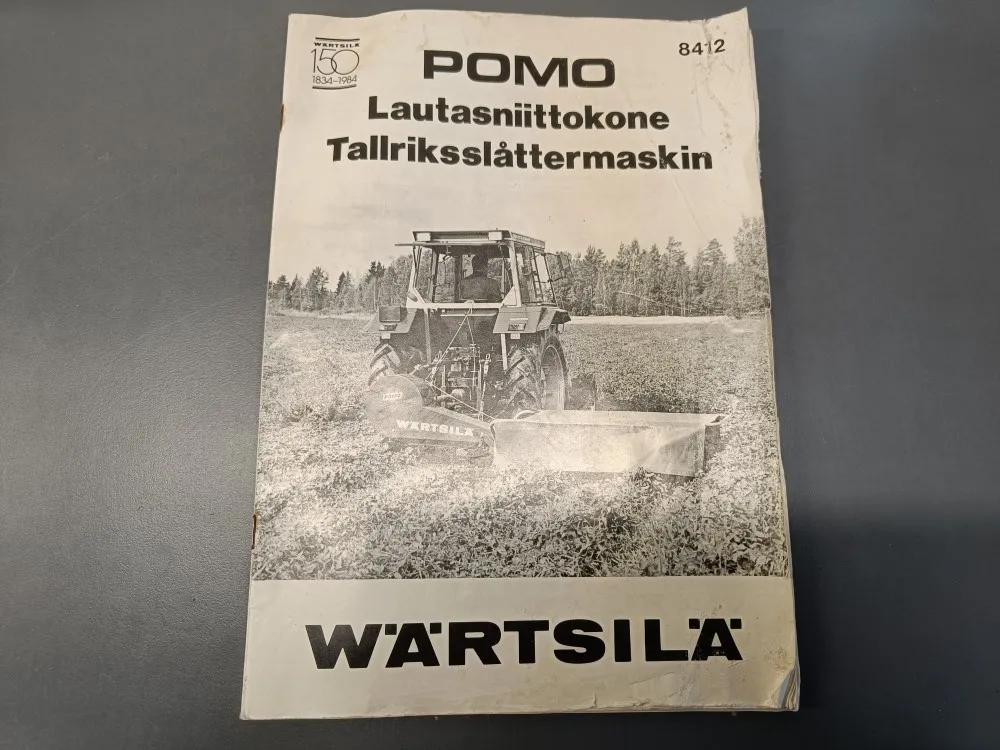 WÄRTSILÄ
150
1834-1984
POMO
8412
Lautasniittokone
Tallriksslåttermaskin
WÄRTSILÄ
WÄRTSILÄ